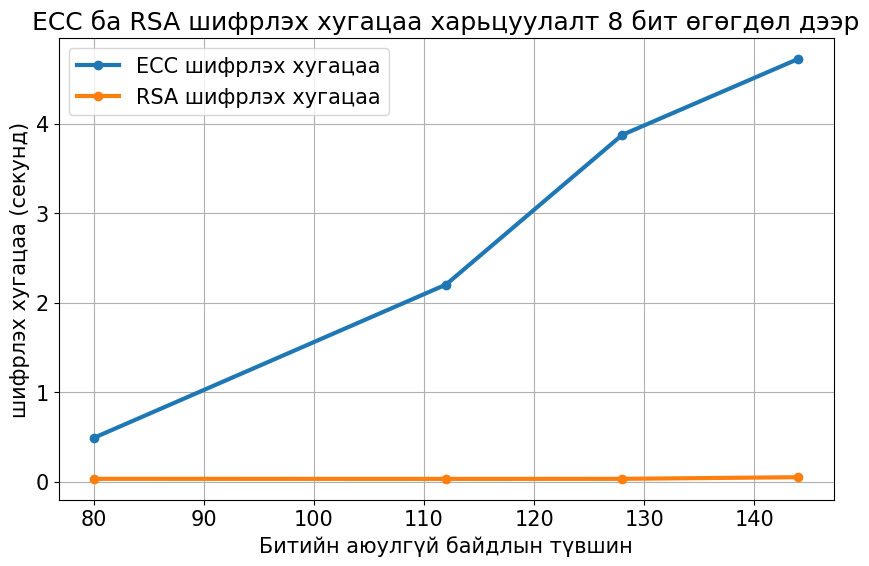 ECC ба RSA шифрлэх хугацаа харьцуулалт 8 бит өгөгдөл дээр
ECC шифрлэх хугацаа
RSA шифрлэх хугацаа
шифрлэх хугацаа (секунд)
4
3
2
1
0
80 90 100 110 120 130 140
Битийн аюулгүй байдлын түвшин